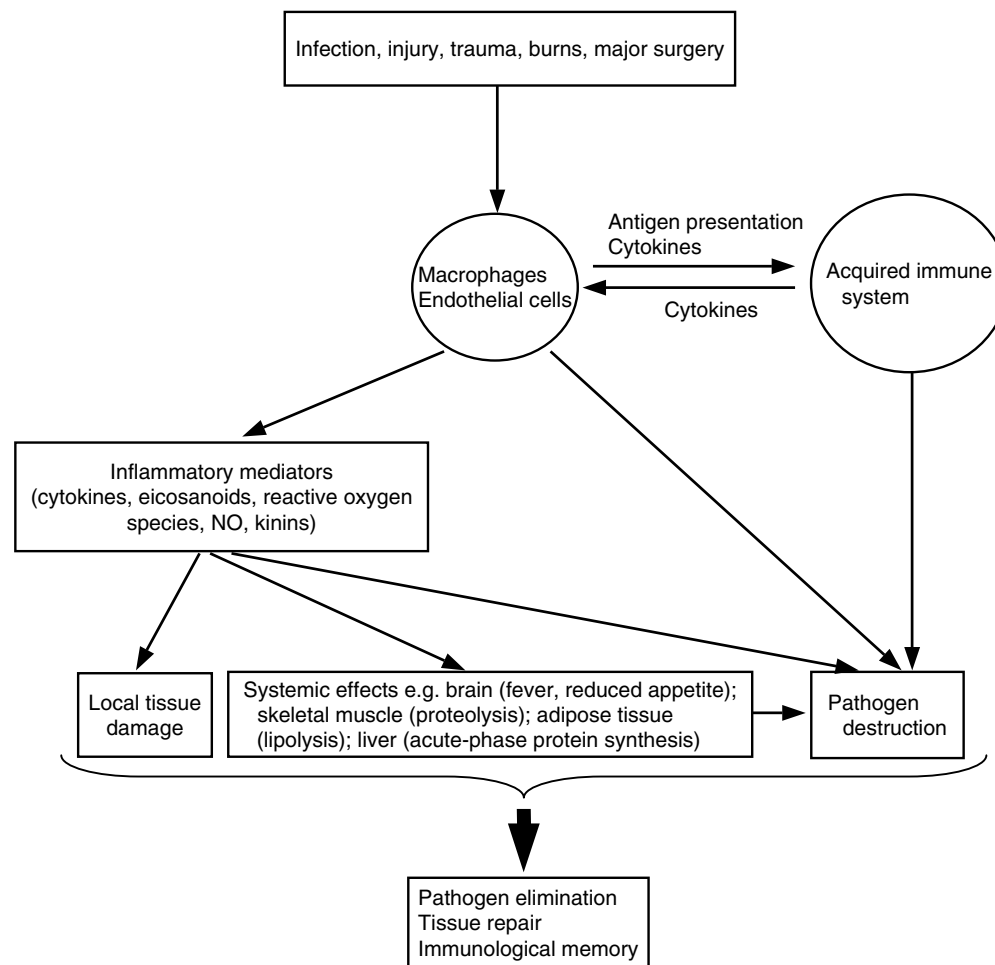 Infection, injury, trauma, burns, major surgery
Antigen presentation
Cytokines
Macrophages
Endothelial cells
Acquired immune
system
Cytokines
Inflammatory mediators
(cytokines, eicosanoids, reactive oxygen
species, NO, kinins)
Local tissue
damage
Systemic effects e.g. brain (fever, reduced appetite);
skeletal muscle (proteolysis); adipose tissue
(lipolysis); liver (acute-phase protein synthesis)
Pathogen
destruction
Pathogen elimination
Tissue repair
Immunological memory